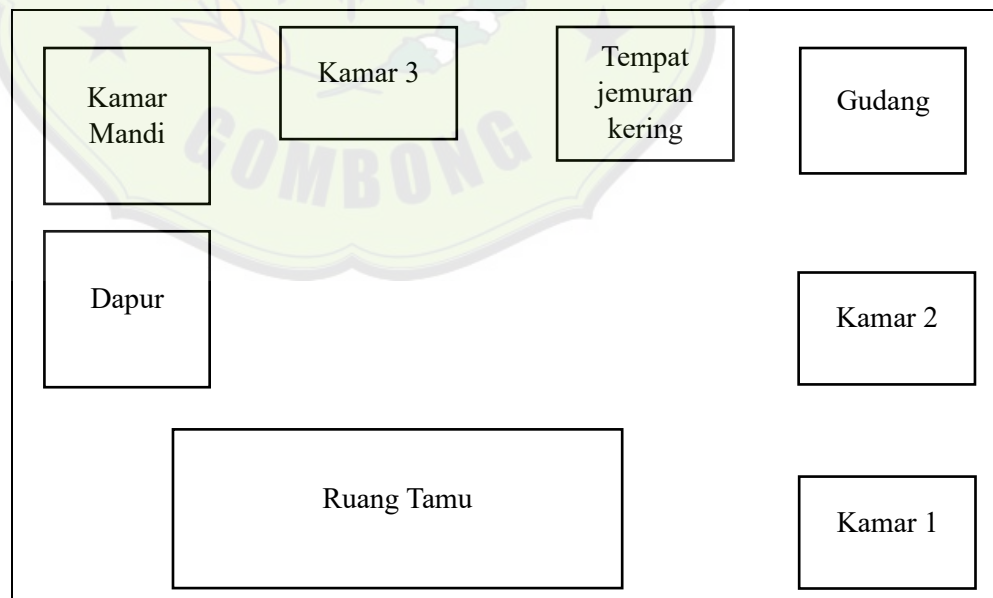 Kamar
Mandi
Kamar 3
Tempat
jemuran
kering
Gudang
GOMBONG
Dapur
Kamar 2
Ruang Tamu
Kamar 1